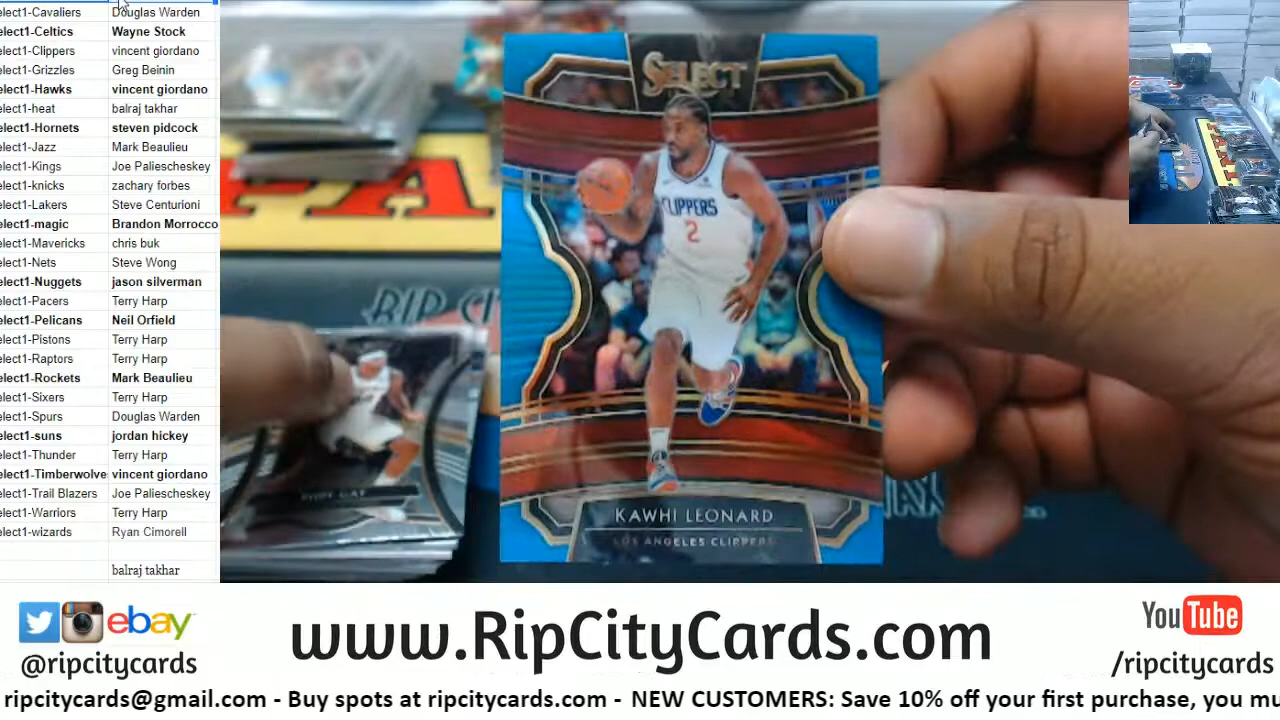 elect1-Cavaliers Douglas Warden
elect1-Celtics Wayne Stock
elect1-Clippers vincent giordano
elect1-Grizzles Greg Beinin
elect1-Hawks vincent giordano
elect1-heat balraj takhar
elect1-Hornets steven pidcock
elect1-Jazz Mark Beaulieu
elect1-Kings Joe Paliescheskey
elect1-knicks zachary forbes
elect1-Lakers Steve Centurioni
elect1-magic Brandon Morrocco
elect1-Mavericks chris buk
elect1-Nets Steve Wong
elect1-Nuggets jason silverman
elect1-Pacers Terry Harp
elect1-Pelicans Neil Orfield
elect1-Pistons Terry Harp
elect1-Raptors Terry Harp
elect1-Rockets Mark Beaulieu
elect1-Sixers Terry Harp
elect1-Spurs Douglas Warden
elect1-suns jordan hickey
elect1-Thunder Terry Harp
elect1-Timberwolve vincent giordano
elect1-Trail Blazers Joe Paliescheskey
elect1-Warriors Terry Harp
elect1-wizards Ryan Cimorell
balraj takhar
SELECT
CLIPPERS
2
KAWHI LEONARD
LOS ANGELES CLIPPERS
RIP CI
ebay
@ripcitycards
www.RipCityCards.com
YouTube
/ripcitycards
ripcitycards@gmail.com - Buy spots at ripcitycards.com - NEW CUSTOMERS: Save 10% off your first purchase, you mu